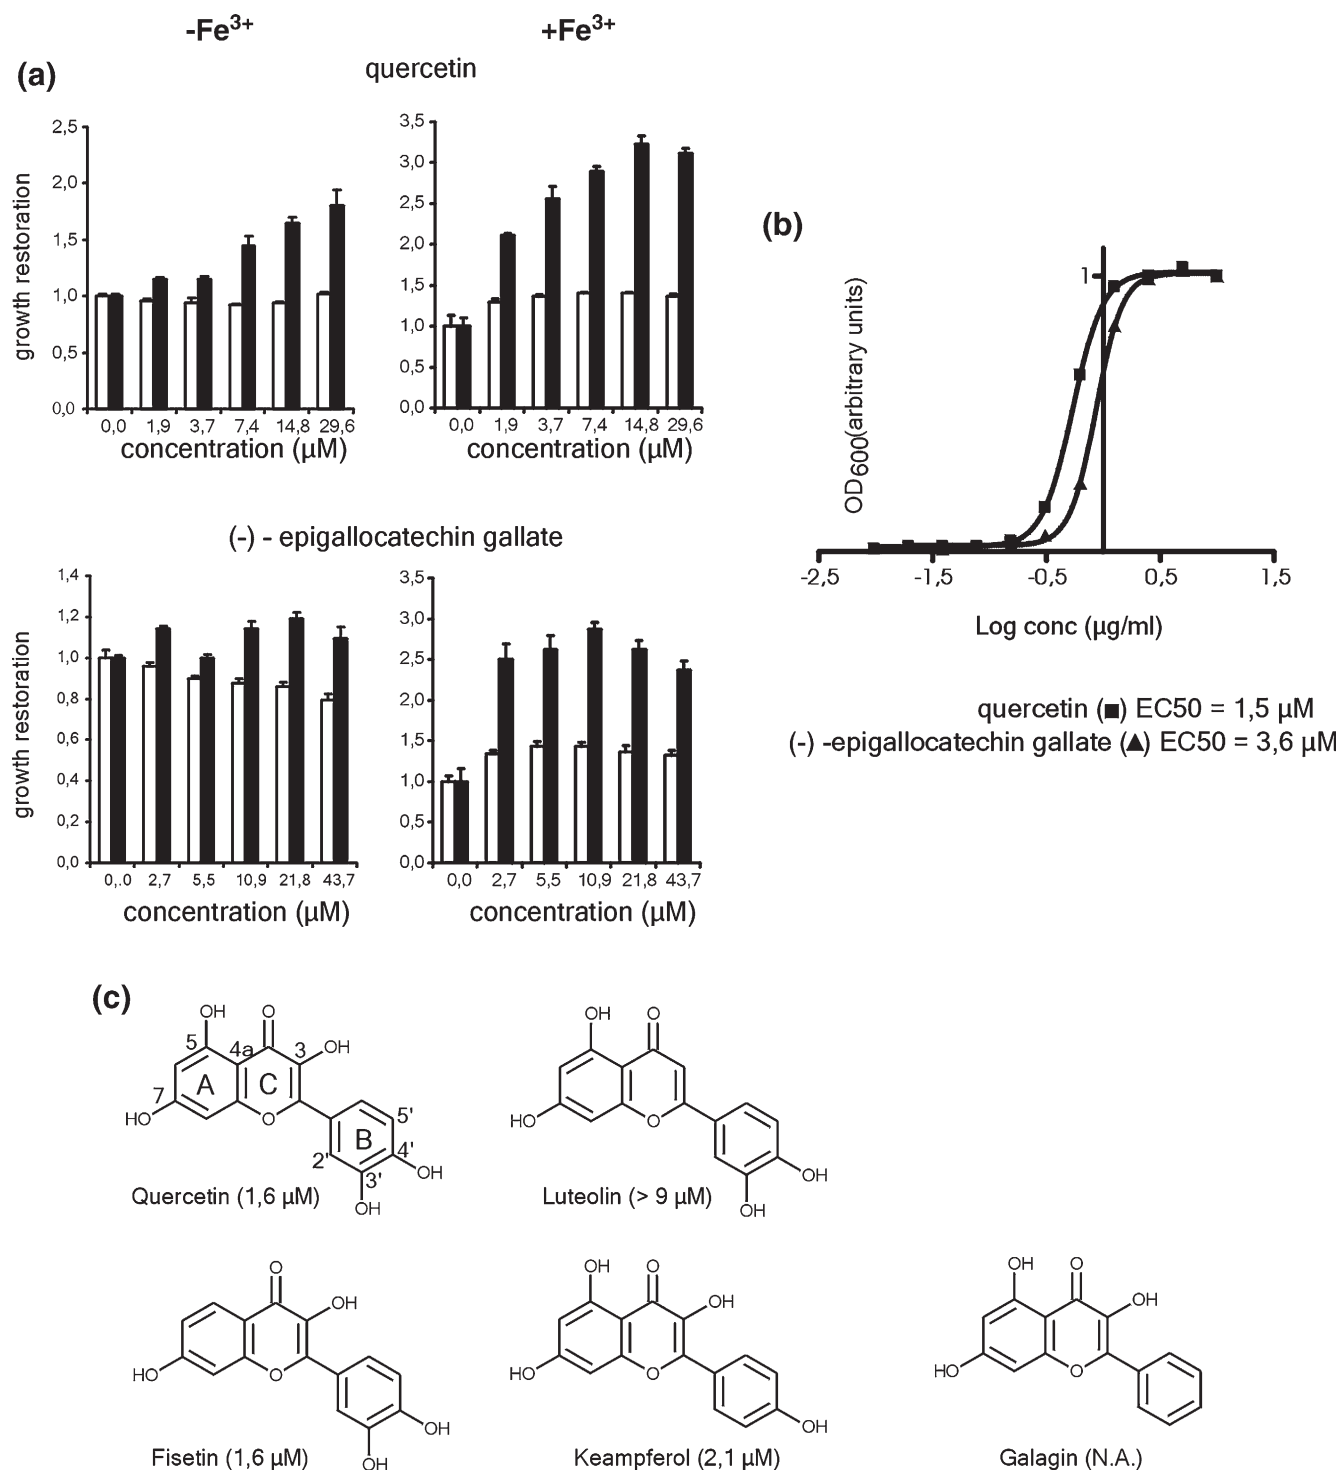 -Fe³⁺ +Fe³⁺
(a)
quercetin
growth restoration
2,5
2,0
1,5
1,0
0,5
0,0
0,0 1,9 3,7 7,4 14,8 29,6
concentration (µM)
3,5
3,0
2,5
2,0
1,5
1,0
0,5
0,0
0,0 1,9 3,7 7,4 14,8 29,6
concentration (µM)
(-) - epigallocatechin gallate
growth restoration
1,4
1,2
1,0
0,8
0,6
0,4
0,2
0,0
0,.0 2,7 5,5 10,9 21,8 43,7
concentration (µM)
3,5
3,0
2,5
2,0
1,5
1,0
0,5
0,0
0,0 2,7 5,5 10,9 21,8 43,7
concentration (µM)
(b)
OD600(arbitrary units)
1
-2,5 -1,5 -0,5 0,5 1,5
Log conc (µg/ml)
quercetin (■) EC50 = 1,5 µM
(-) -epigallocatechin gallate (▲) EC50 = 3,6 µM
(c)
OH O
5 4a 3 OH
7 A C
HO O
B 5'
2' 4'
3' OH
OH
Quercetin (1,6 µM)
OH O
HO O
OH
OH
Luteolin (> 9 µM)
O
OH
HO O
OH
OH
Fisetin (1,6 µM)
OH O
OH
HO O
OH
Keampferol (2,1 µM)
OH O
OH
HO O
Galagin (N.A.)